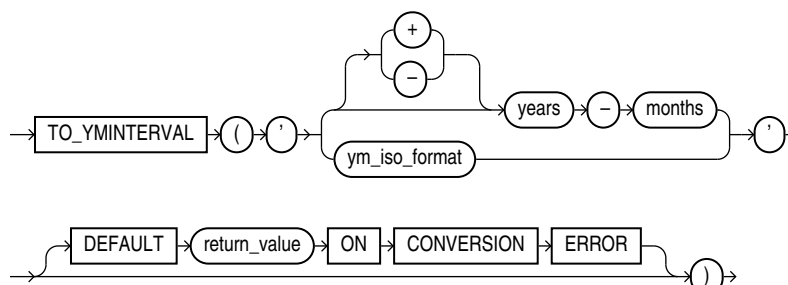 +
−
years − months
TO_YMINTERVAL ( ' '
ym_iso_format
DEFAULT return_value ON CONVERSION ERROR
)